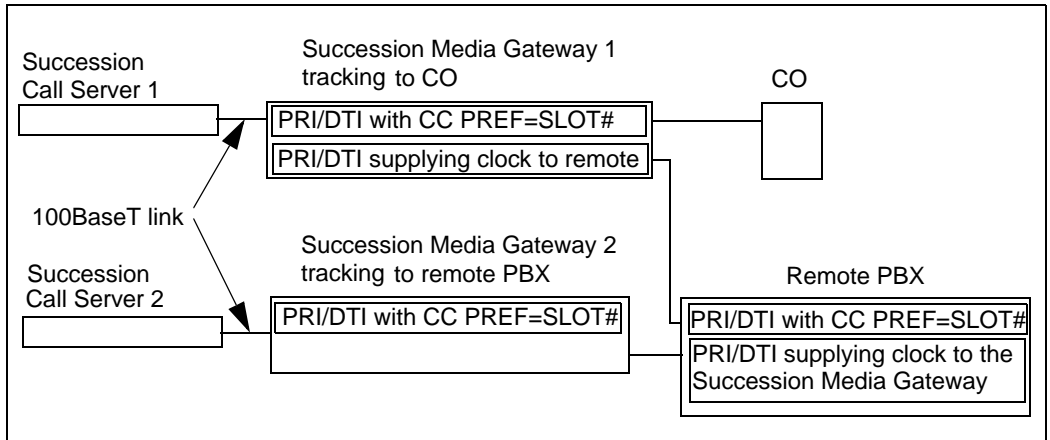 Succession
Call Server 1
Succession Media Gateway 1
tracking to CO
CO
PRI/DTI with CC PREF=SLOT#
PRI/DTI supplying clock to remote
100BaseT link
Succession Media Gateway 2
tracking to remote PBX
Succession
Call Server 2
Remote PBX
PRI/DTI with CC PREF=SLOT#
PRI/DTI with CC PREF=SLOT#
PRI/DTI supplying clock to the
Succession Media Gateway